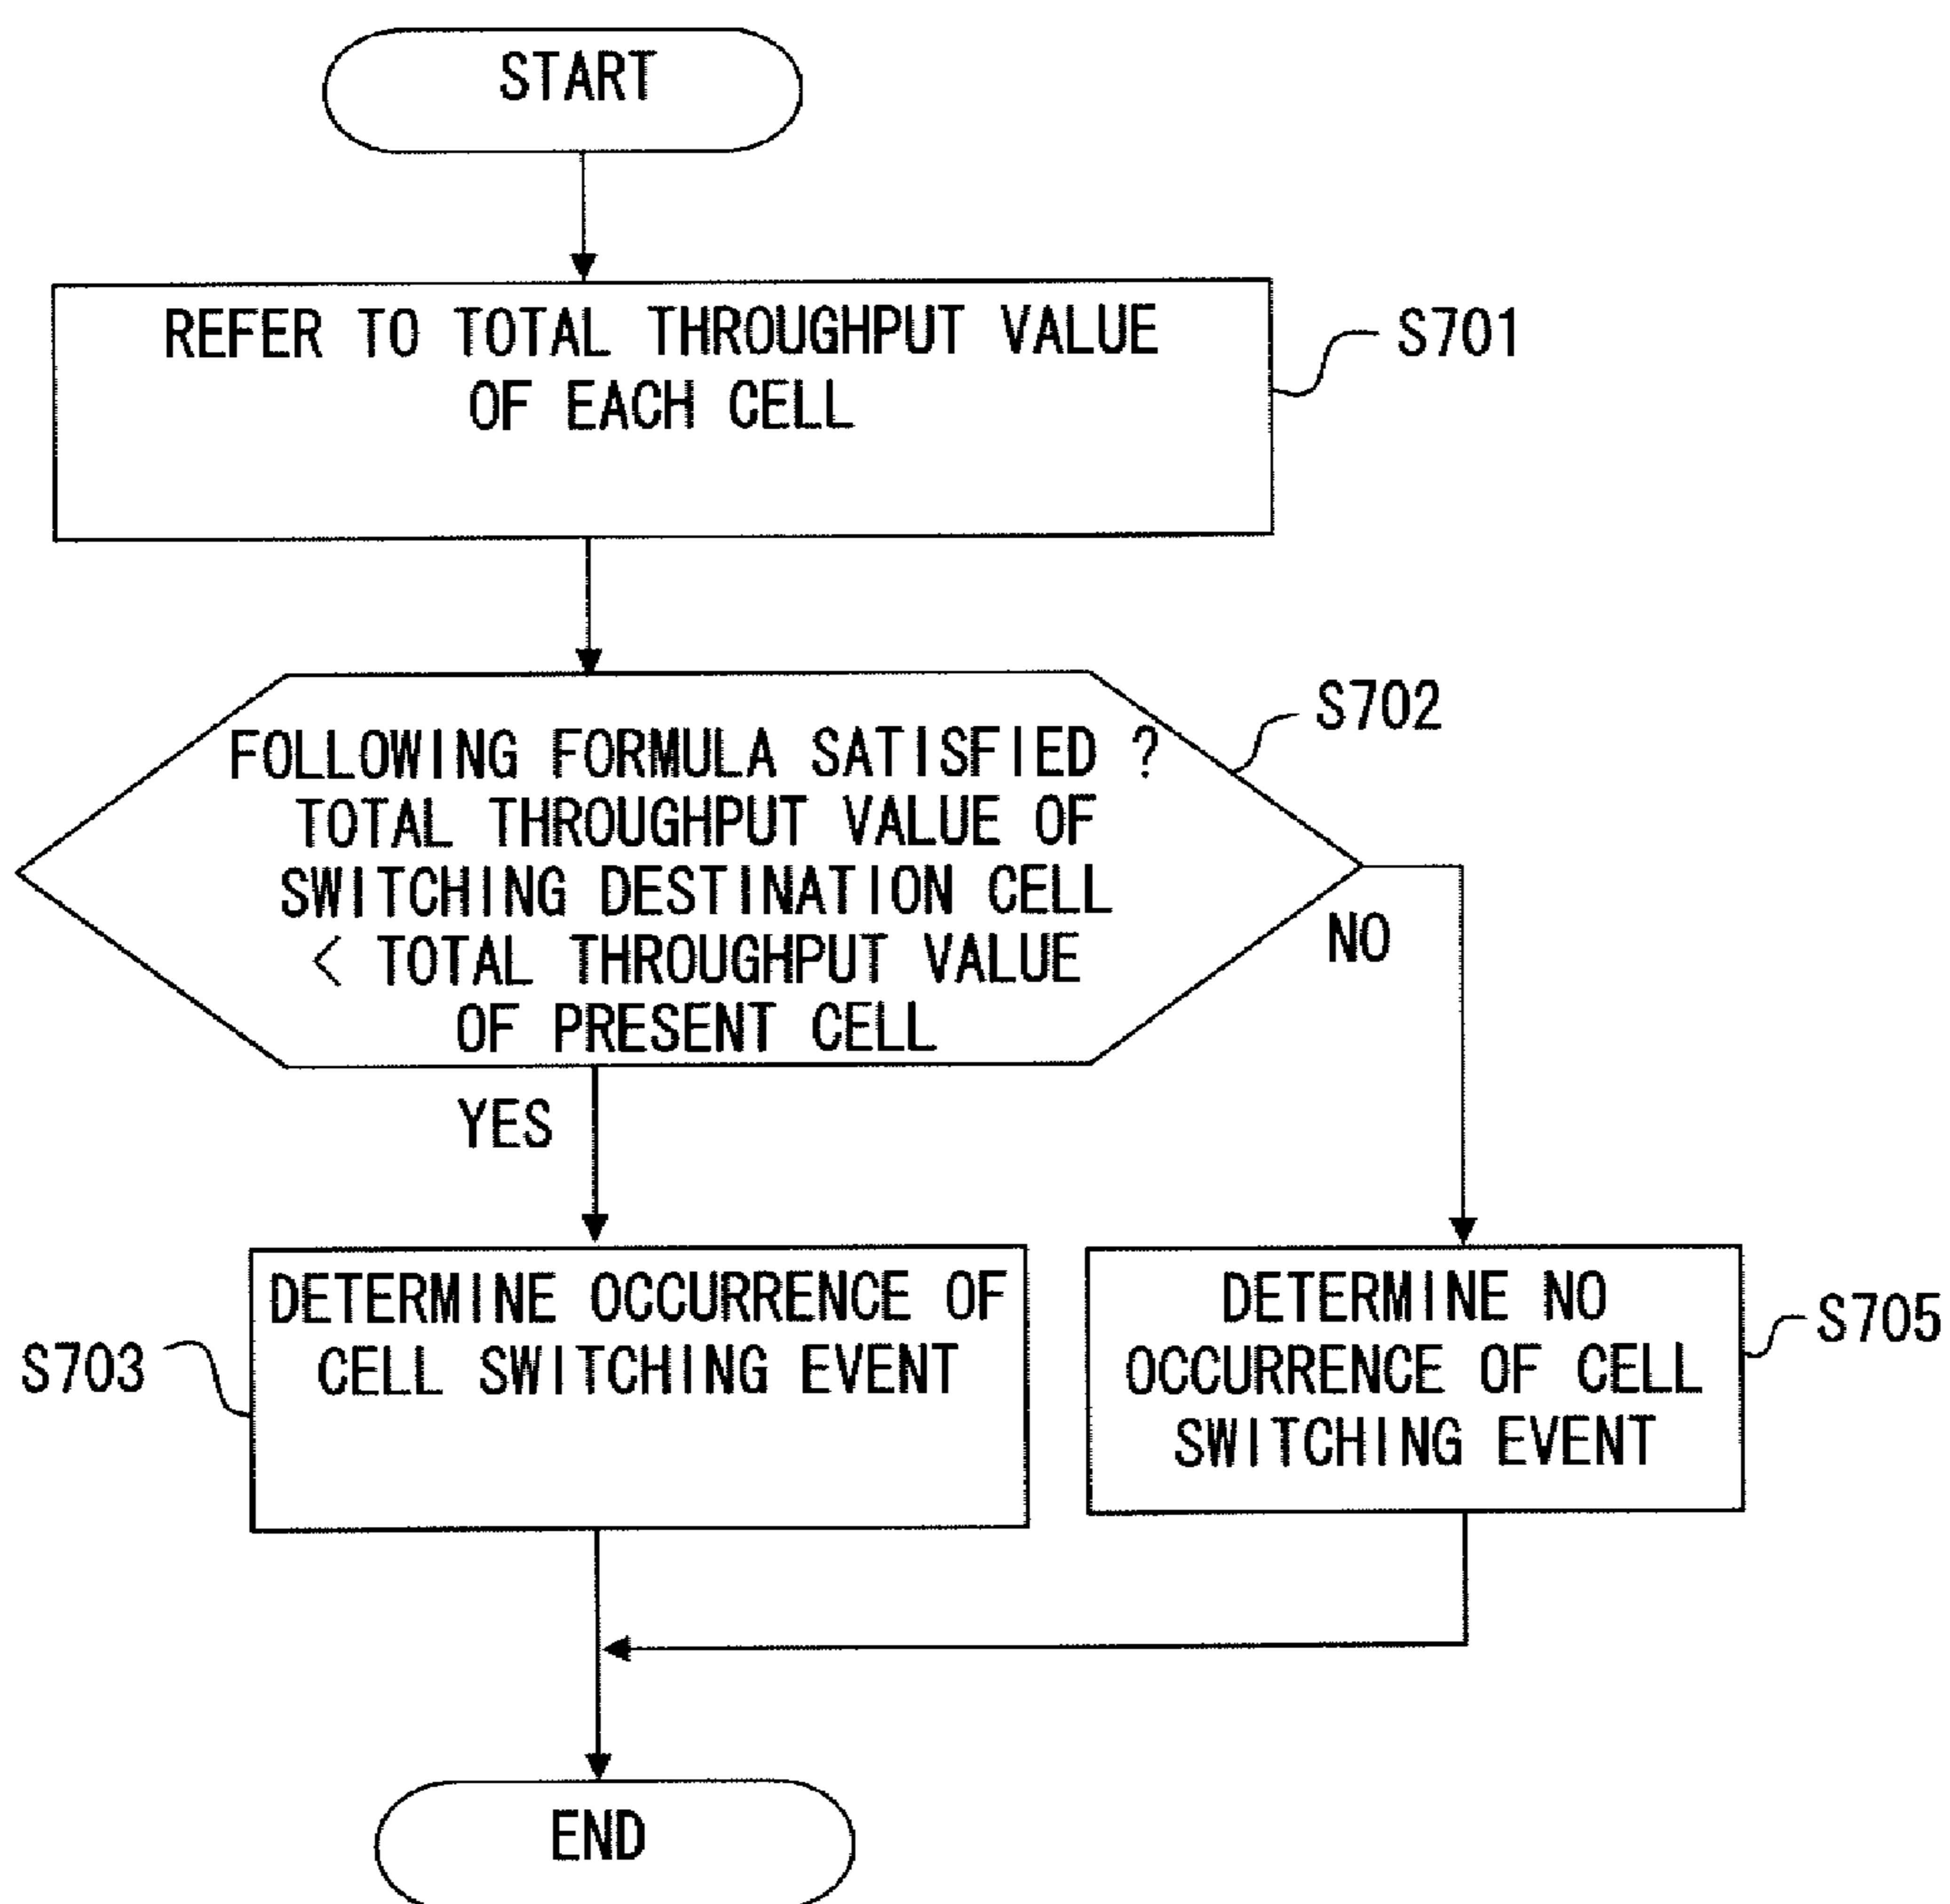 START
REFER TO TOTAL THROUGHPUT VALUE
OF EACH CELL
S701
S702
FOLLOWING FORMULA SATISFIED ?
TOTAL THROUGHPUT VALUE OF
SWITCHING DESTINATION CELL
< TOTAL THROUGHPUT VALUE
OF PRESENT CELL
NO
YES
DETERMINE OCCURRENCE OF
CELL SWITCHING EVENT
S703
DETERMINE NO
OCCURRENCE OF CELL
SWITCHING EVENT
S705
END